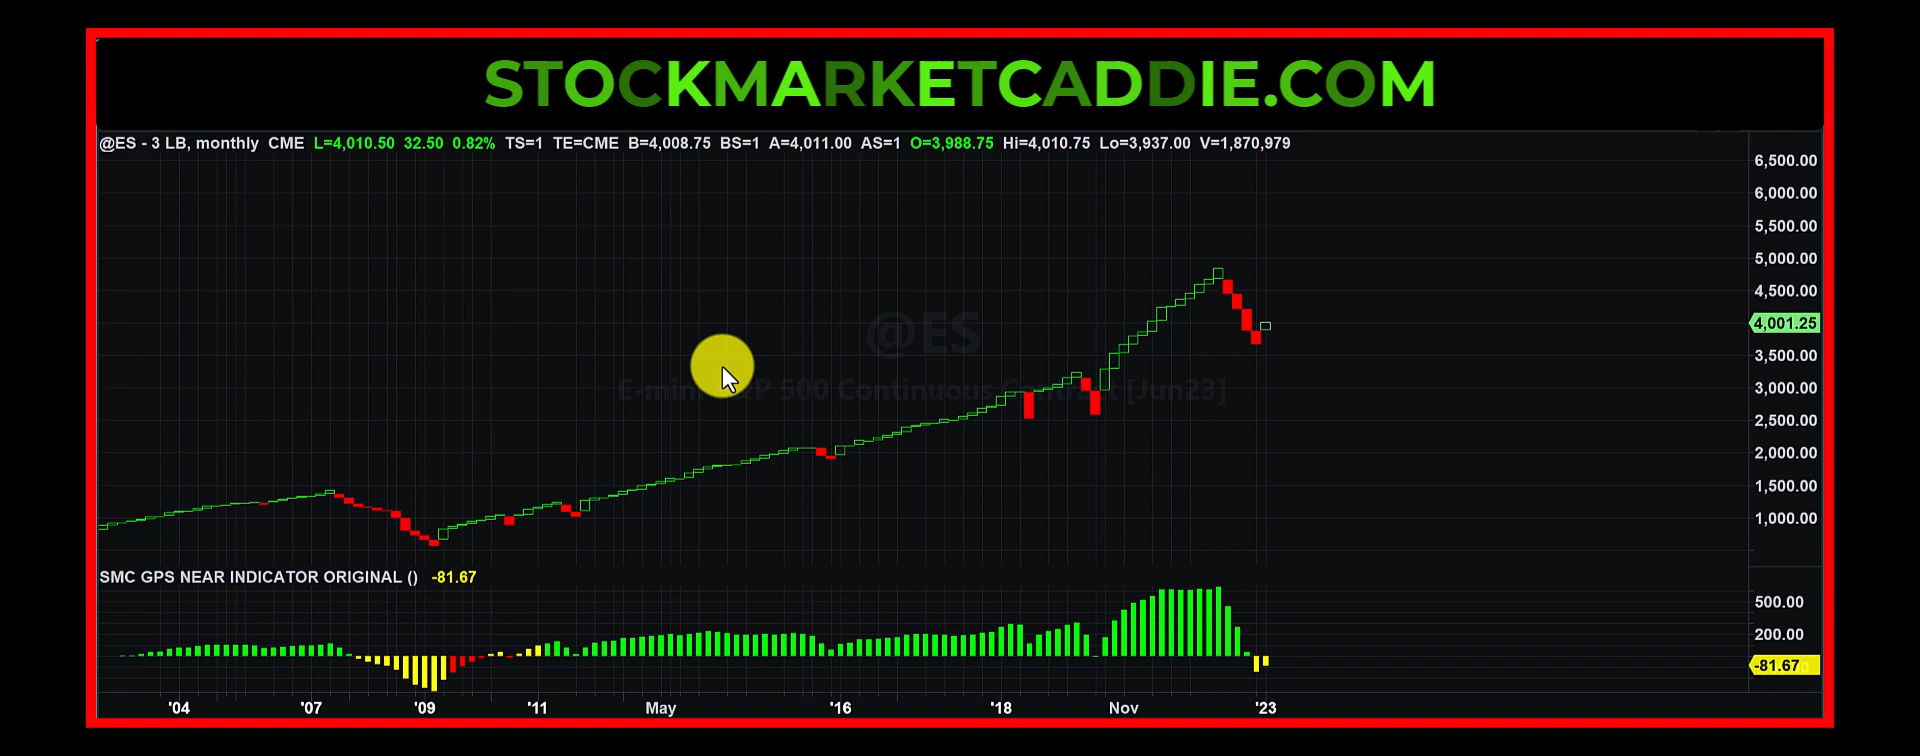 STOCKMARKETCADDIE.COM
@ES - 3 LB, monthly CME L=4,010.50 32.50 0.82% TS=1 TE=CME B=4,008.75 BS=1 A=4,011.00 AS=1 O=3,988.75 Hi=4,010.75 Lo=3,937.00 V=1,870,979
6,500.00
6,000.00
5,500.00
5,000.00
4,500.00
4,001.25
3,500.00
3,000.00
2,500.00
2,000.00
1,500.00
1,000.00
@ES
500 Continuous [Jun23]
SMC GPS NEAR INDICATOR ORIGINAL () -81.67
500.00
200.00
-81.67
'04 '07 '09 '11 May '16 '18 Nov '23